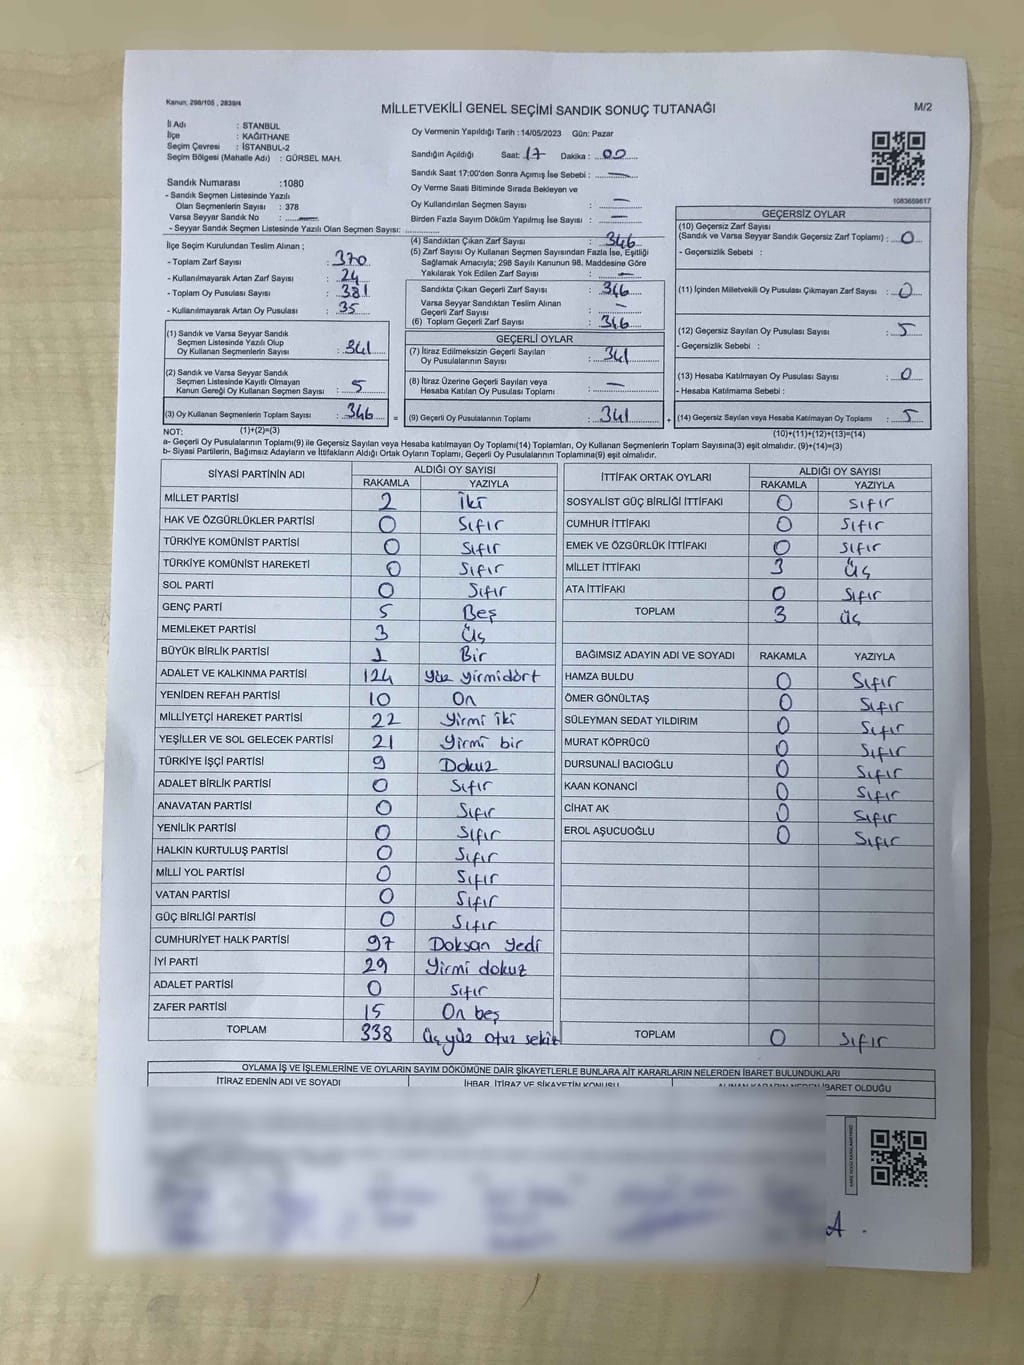 Kanun: 298/105 , 2839/4
MİLLETVEKİLİ GENEL SEÇİMİ SANDIK SONUÇ TUTANAĞI
M/2
İl Adı : STANBUL
İlçe : KAĞITHANE
Seçim Çevresi : İSTANBUL-2
Seçim Bölgesi (Mahalle Adı) : GÜRSEL MAH.
Sandık Numarası :1080
- Sandık Seçmen Listesinde Yazılı
Olan Seçmenlerin Sayısı : 378
Varsa Seyyar Sandık No : —
- Seyyar Sandık Seçmen Listesinde Yazılı Olan Seçmen Sayısı:
Oy Vermenin Yapıldığı Tarih : 14/05/2023 Gün: Pazar
Sandığın Açıldığı Saat: 17 Dakika : 00
Sandık Saat 17:00'den Sonra Açımış İse Sebebi : —
Oy Verme Saati Bitiminde Sırada Bekleyen ve
Oy Kullandırılan Seçmen Sayısı : —
Birden Fazla Sayım Döküm Yapılmış İse Sayısı : —
1083659617
İlçe Seçim Kurulundan Teslim Alınan ;
- Toplam Zarf Sayısı : 370
- Kullanılmayarak Artan Zarf Sayısı : 24
- Toplam Oy Pusulası Sayısı : 381
- Kullanılmayarak Artan Oy Pusulası : 35
(4) Sandıktan Çıkan Zarf Sayısı : 346
(5) Zarf Sayısı Oy Kullanan Seçmen Sayısından Fazla İse, Eşitliği
Sağlamak Amacıyla; 298 Sayılı Kanunun 98. Maddesine Göre
Yakılarak Yok Edilen Zarf Sayısı : —
Sandıkta Çıkan Geçerli Zarf Sayısı : 346
Varsa Seyyar Sandıktan Teslim Alınan
Geçerli Zarf Sayısı : —
(6) Toplam Geçerli Zarf Sayısı : 346
GEÇERSİZ OYLAR
(10) Geçersiz Zarf Sayısı
(Sandık ve Varsa Seyyar Sandık Geçersiz Zarf Toplamı) : 0
- Geçersizlik Sebebi :
(11) İçinden Milletvekili Oy Pusulası Çıkmayan Zarf Sayısı : 0
(12) Geçersiz Sayılan Oy Pusulası Sayısı : 5
- Geçersizlik Sebebi :
(13) Hesaba Katılmayan Oy Pusulası Sayısı : 0
- Hesaba Katılmama Sebebi :
(14) Geçersiz Sayılan veya Hesaba Katılmayan Oy Toplamı : 5
(10)+(11)+(12)+(13)=(14)
(1) Sandık ve Varsa Seyyar Sandık
Seçmen Listesinde Yazılı Olup
Oy Kullanan Seçmenlerin Sayısı : 341
(2) Sandık ve Varsa Seyyar Sandık
Seçmen Listesinde Kayıtlı Olmayan
Kanun Gereği Oy Kullanan Seçmen Sayısı : 5
(3) Oy Kullanan Seçmenlerin Toplam Sayısı : 346 =
(1)+(2)=(3)
GEÇERLİ OYLAR
(7) İtiraz Edilmeksizin Geçerli Sayılan
Oy Pusulalarının Sayısı : 341
(8) İtiraz Üzerine Geçerli Sayılan veya
Hesaba Katılan Oy Pusulası Toplamı : —
(9) Geçerli Oy Pusulalarının Toplamı : 341 +
NOT:
a- Geçerli Oy Pusulalarının Toplamı(9) ile Geçersiz Sayılan veya Hesaba katılmayan Oy Toplamı(14) Toplamları, Oy Kullanan Seçmenlerin Toplam Sayısına(3) eşit olmalıdır. (9)+(14)=(3)
b- Siyasi Partilerin, Bağımsız Adayların ve İttifakların Aldığı Ortak Oyların Toplamı, Geçerli Oy Pusulalarının Toplamına(9) eşit olmalıdır.
SİYASİ PARTİNİN ADI ALDIĞI OY SAYISI
RAKAMLA YAZIYLA
MİLLET PARTİSİ 2 İki
HAK VE ÖZGÜRLÜKLER PARTİSİ 0 Sıfır
TÜRKİYE KOMÜNİST PARTİSİ 0 Sıfır
TÜRKİYE KOMÜNİST HAREKETİ 0 Sıfır
SOL PARTİ 0 Sıfır
GENÇ PARTİ 5 Beş
MEMLEKET PARTİSİ 3 Üç
BÜYÜK BİRLİK PARTİSİ 1 Bir
ADALET VE KALKINMA PARTİSİ 124 Yüz yirmidört
YENİDEN REFAH PARTİSİ 10 On
MİLLİYETÇİ HAREKET PARTİSİ 22 Yirmi iki
YEŞİLLER VE SOL GELECEK PARTİSİ 21 Yirmi bir
TÜRKİYE İŞÇİ PARTİSİ 9 Dokuz
ADALET BİRLİK PARTİSİ 0 Sıfır
ANAVATAN PARTİSİ 0 Sıfır
YENİLİK PARTİSİ 0 Sıfır
HALKIN KURTULUŞ PARTİSİ 0 Sıfır
MİLLİ YOL PARTİSİ 0 Sıfır
VATAN PARTİSİ 0 Sıfır
GÜÇ BİRLİĞİ PARTİSİ 0 Sıfır
CUMHURİYET HALK PARTİSİ 97 Doksan yedi
İYİ PARTİ 29 Yirmi dokuz
ADALET PARTİSİ 0 Sıfır
ZAFER PARTİSİ 15 On beş
TOPLAM 338 Üç yüz otuz sekiz
İTTİFAK ORTAK OYLARI ALDIĞI OY SAYISI
RAKAMLA YAZIYLA
SOSYALİST GÜÇ BİRLİĞİ İTTİFAKI 0 Sıfır
CUMHUR İTTİFAKI 0 Sıfır
EMEK VE ÖZGÜRLÜK İTTİFAKI 0 Sıfır
MİLLET İTTİFAKI 3 Üç
ATA İTTİFAKI 0 Sıfır
TOPLAM 3 Üç
BAĞIMSIZ ADAYIN ADI VE SOYADI RAKAMLA YAZIYLA
HAMZA BULDU 0 Sıfır
ÖMER GÖNÜLTAŞ 0 Sıfır
SÜLEYMAN SEDAT YILDIRIM 0 Sıfır
MURAT KÖPRÜCÜ 0 Sıfır
DURSUNALİ BACIOĞLU 0 Sıfır
KAAN KONANCİ 0 Sıfır
CİHAT AK 0 Sıfır
EROL AŞUCUOĞLU 0 Sıfır
TOPLAM 0 Sıfır
OYLAMA İŞ VE İŞLEMLERİNE VE OYLARIN SAYIM DÖKÜMÜNE DAİR ŞİKAYETLERLE BUNLARA AİT KARARLARIN NELERDEN İBARET BULUNDUKLARI
İTİRAZ EDENİN ADI VE SOYADI İHBAR, İTİRAZ VE ŞİKAYETİN KONUSU ALINAN KARARIN NEDEN İBARET OLDUĞU
A